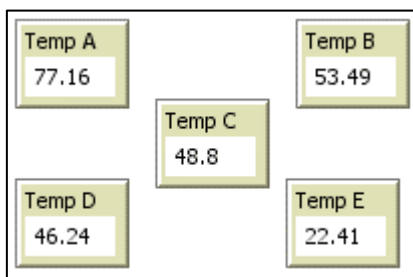 Temp A
77.16
Temp B
53.49
Temp C
48.8
Temp D
46.24
Temp E
22.41